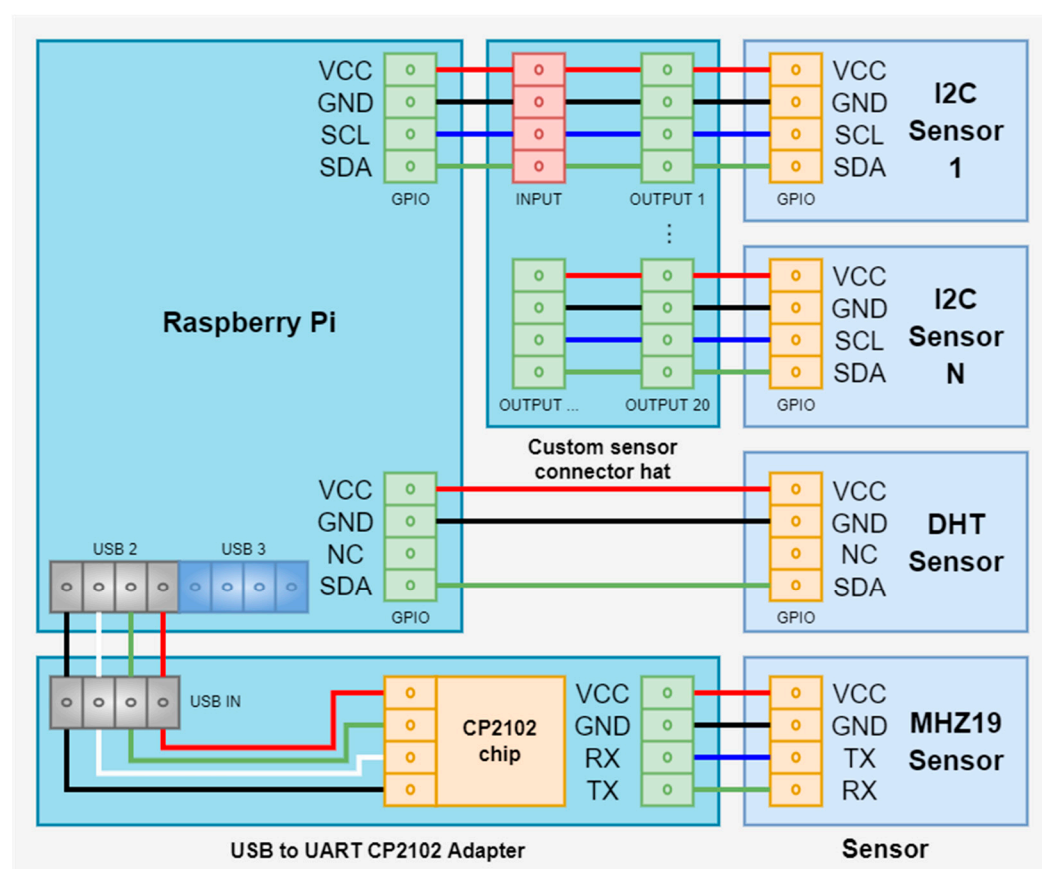 VCC
GND
SCL
SDA
GPIO
INPUT
OUTPUT 1
⋮
GPIO
VCC
GND
SCL
SDA
I2C
Sensor
1
Raspberry Pi
OUTPUT ...
OUTPUT 20
GPIO
VCC
GND
SCL
SDA
I2C
Sensor
N
Custom sensor
connector hat
VCC
GND
NC
SDA
GPIO
USB 2
USB 3
GPIO
VCC
GND
NC
SDA
DHT
Sensor
USB IN
CP2102
chip
VCC
GND
RX
TX
VCC
GND
TX
RX
MHZ19
Sensor
USB to UART CP2102 Adapter
Sensor